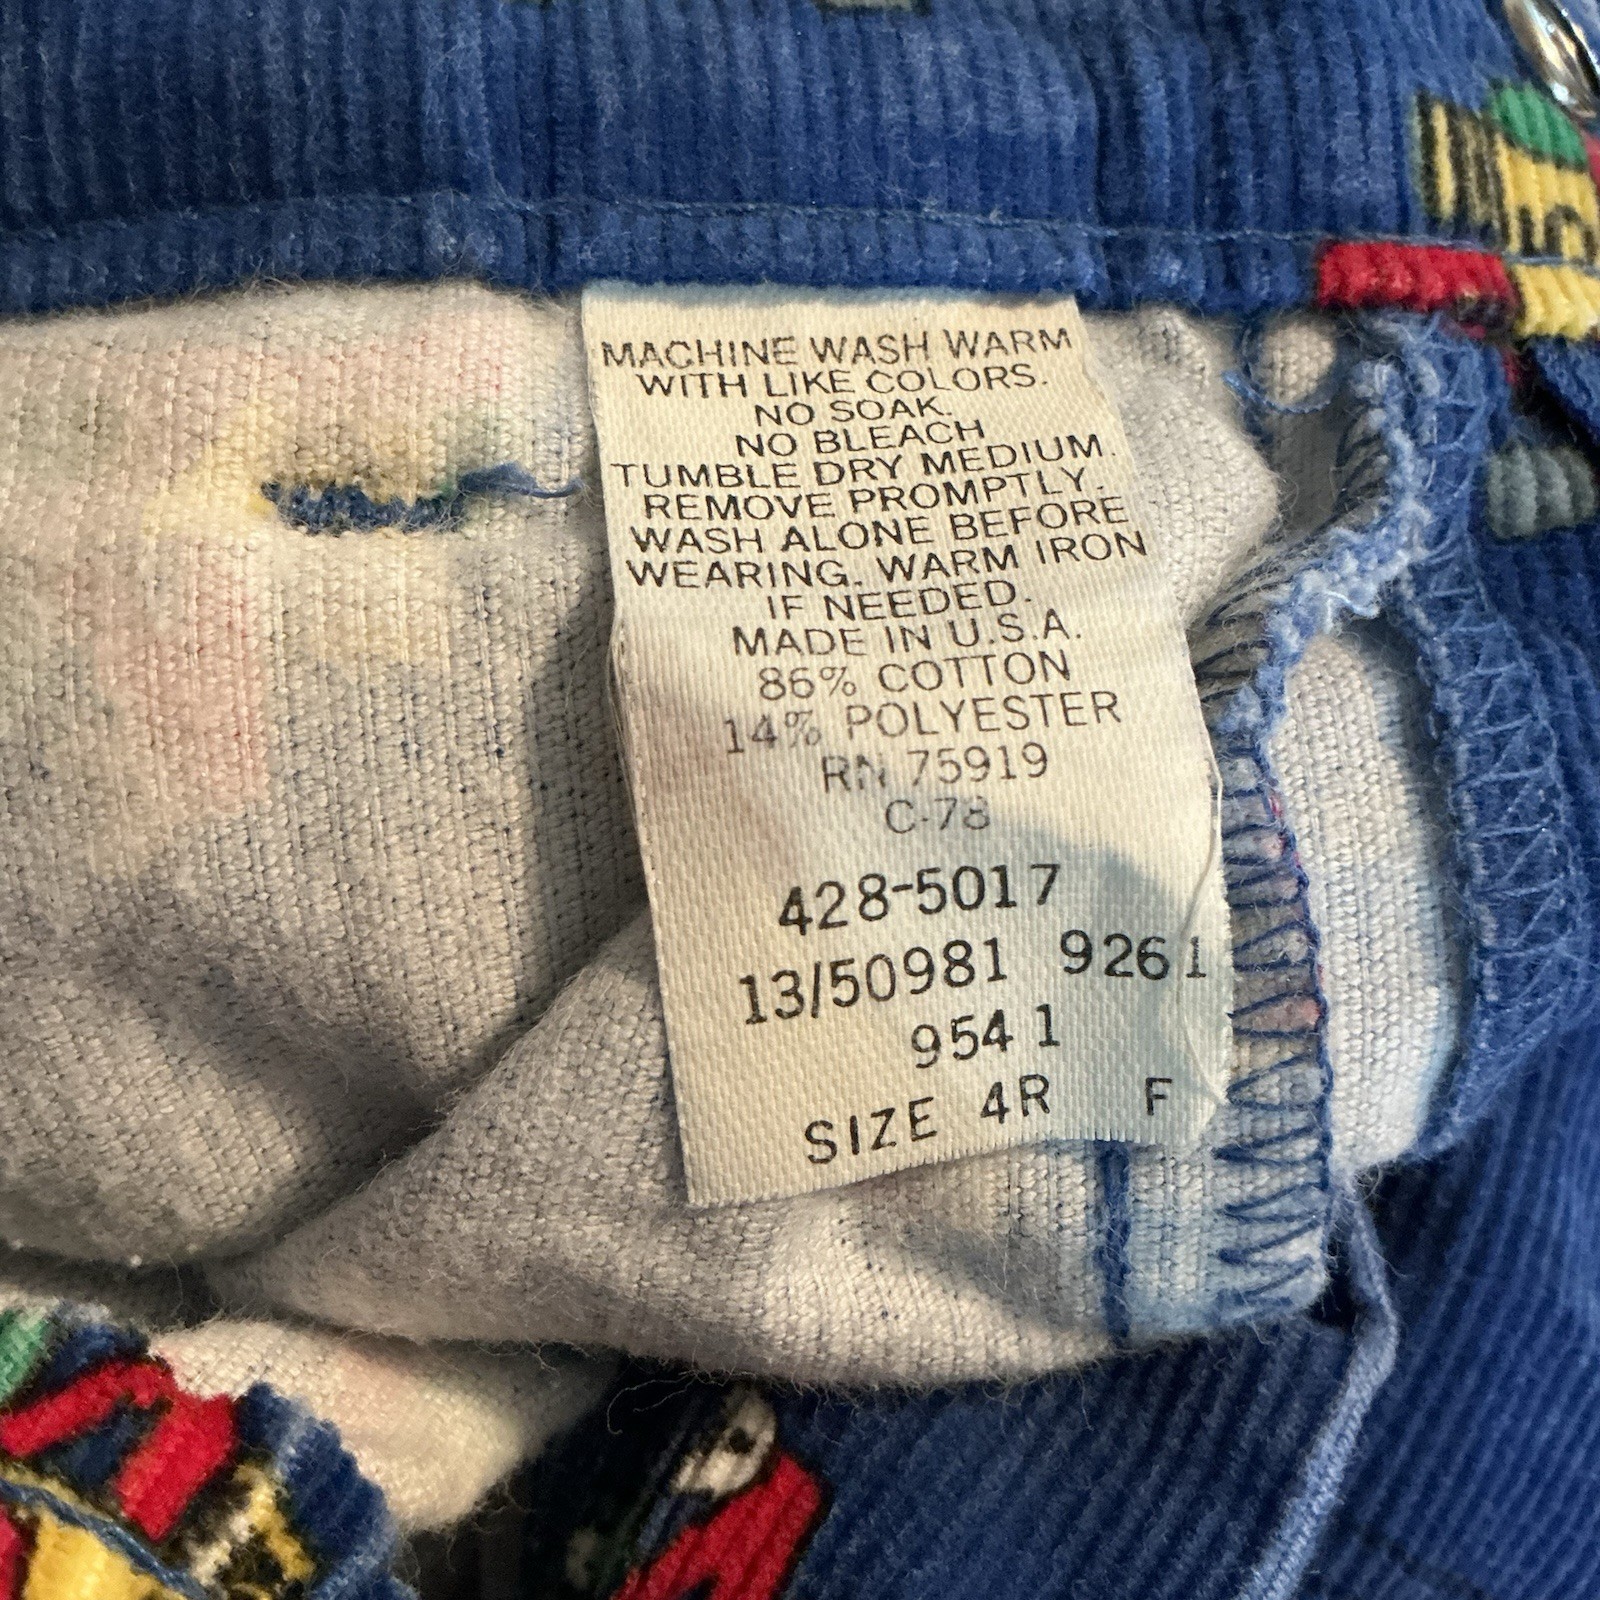 MACHINE WASH WARM
WITH LIKE COLORS.
NO SOAK.
NO BLEACH
TUMBLE DRY MEDIUM.
REMOVE PROMPTLY.
WASH ALONE BEFORE
WEARING. WARM IRON
IF NEEDED.
MADE IN U.S.A.
86% COTTON
14% POLYESTER
RN 75919
C-78
428-5017
13/50981 9261
9541
SIZE 4R F